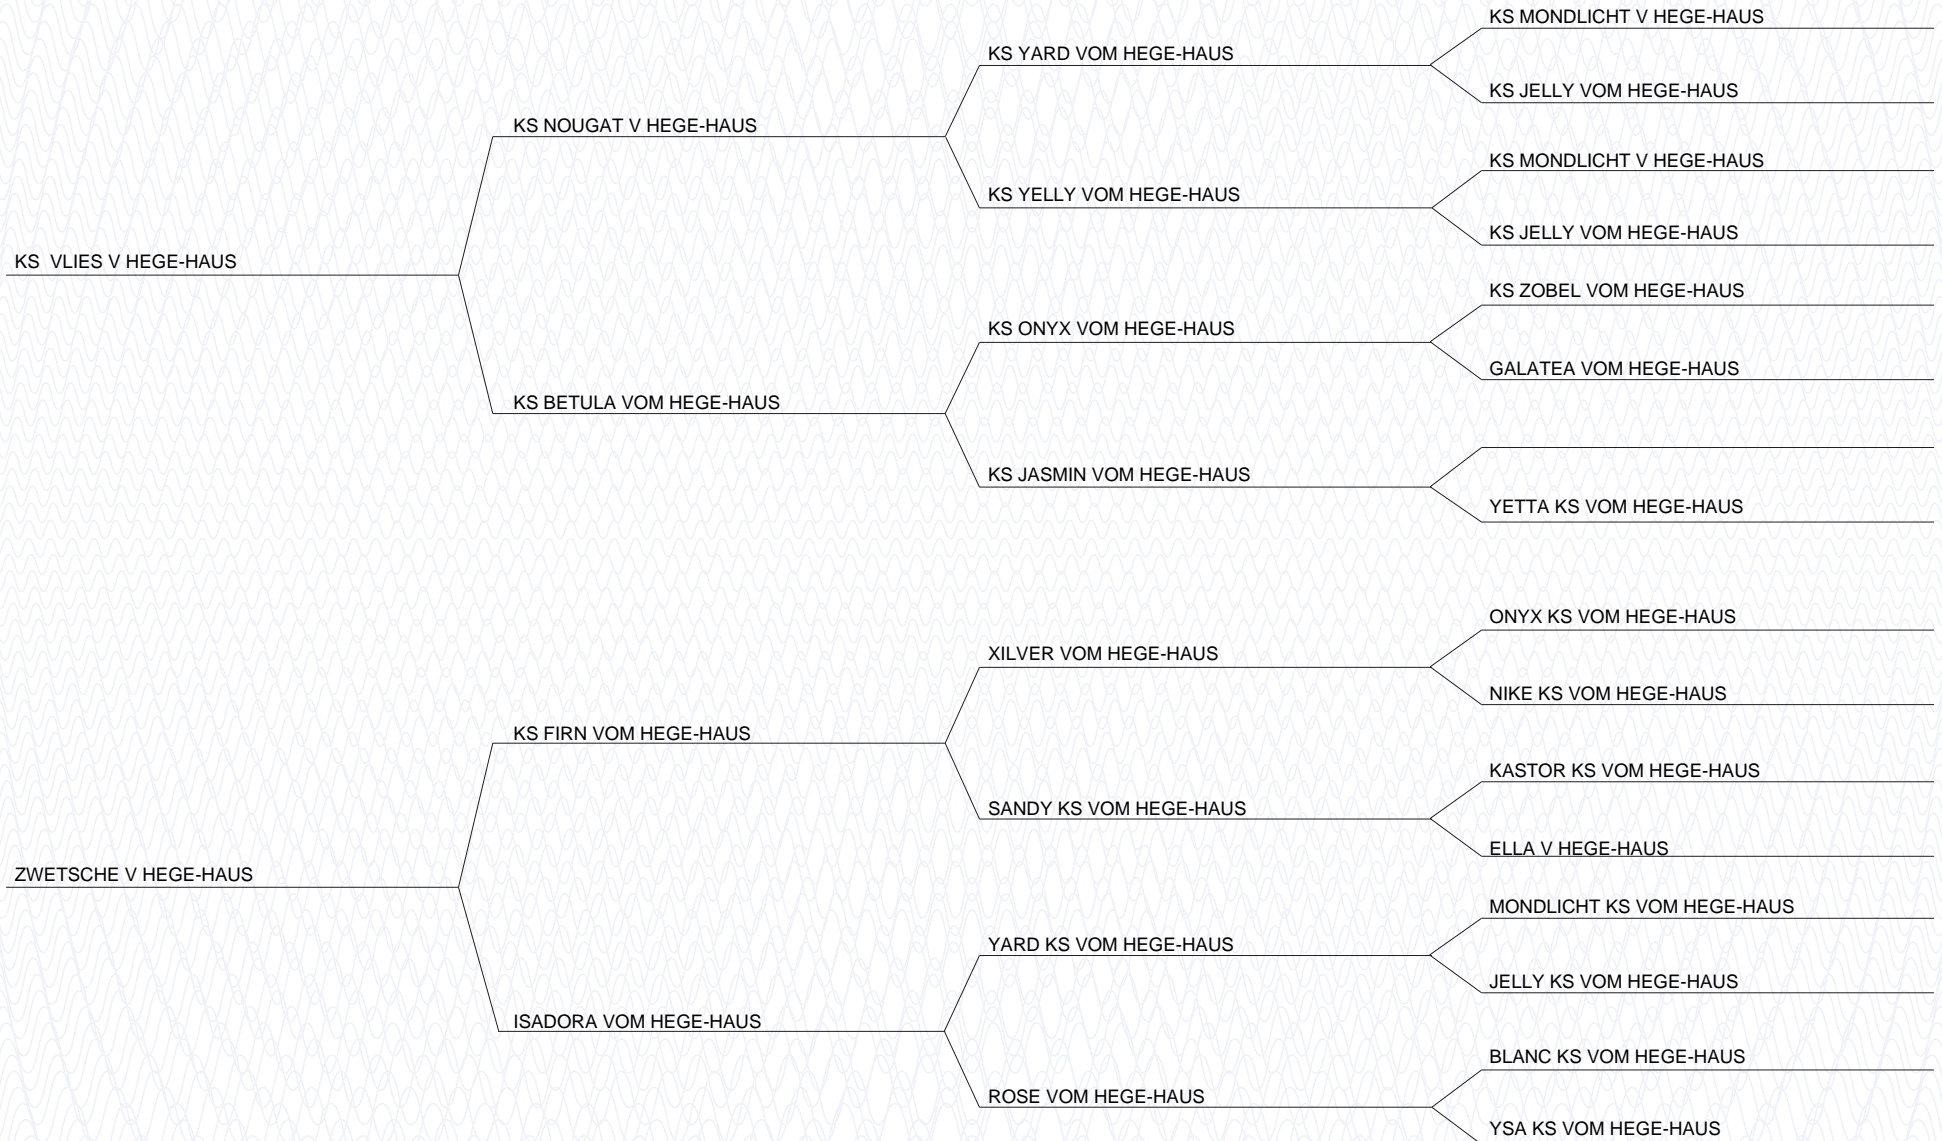 KS MONDLICHT V HEGE-HAUS
KS YARD VOM HEGE-HAUS
KS JELLY VOM HEGE-HAUS
KS NOUGAT V HEGE-HAUS
KS MONDLICHT V HEGE-HAUS
KS YELLY VOM HEGE-HAUS
KS JELLY VOM HEGE-HAUS
KS  VLIES V HEGE-HAUS
KS ZOBEL VOM HEGE-HAUS
KS ONYX VOM HEGE-HAUS
GALATEA VOM HEGE-HAUS
KS BETULA VOM HEGE-HAUS
KS JASMIN VOM HEGE-HAUS
YETTA KS VOM HEGE-HAUS
ONYX KS VOM HEGE-HAUS
XILVER VOM HEGE-HAUS
NIKE KS VOM HEGE-HAUS
KS FIRN VOM HEGE-HAUS
KASTOR KS VOM HEGE-HAUS
SANDY KS VOM HEGE-HAUS
ELLA V HEGE-HAUS
ZWETSCHE V HEGE-HAUS
MONDLICHT KS VOM HEGE-HAUS
YARD KS VOM HEGE-HAUS
JELLY KS VOM HEGE-HAUS
ISADORA VOM HEGE-HAUS
BLANC KS VOM HEGE-HAUS
ROSE VOM HEGE-HAUS
YSA KS VOM HEGE-HAUS